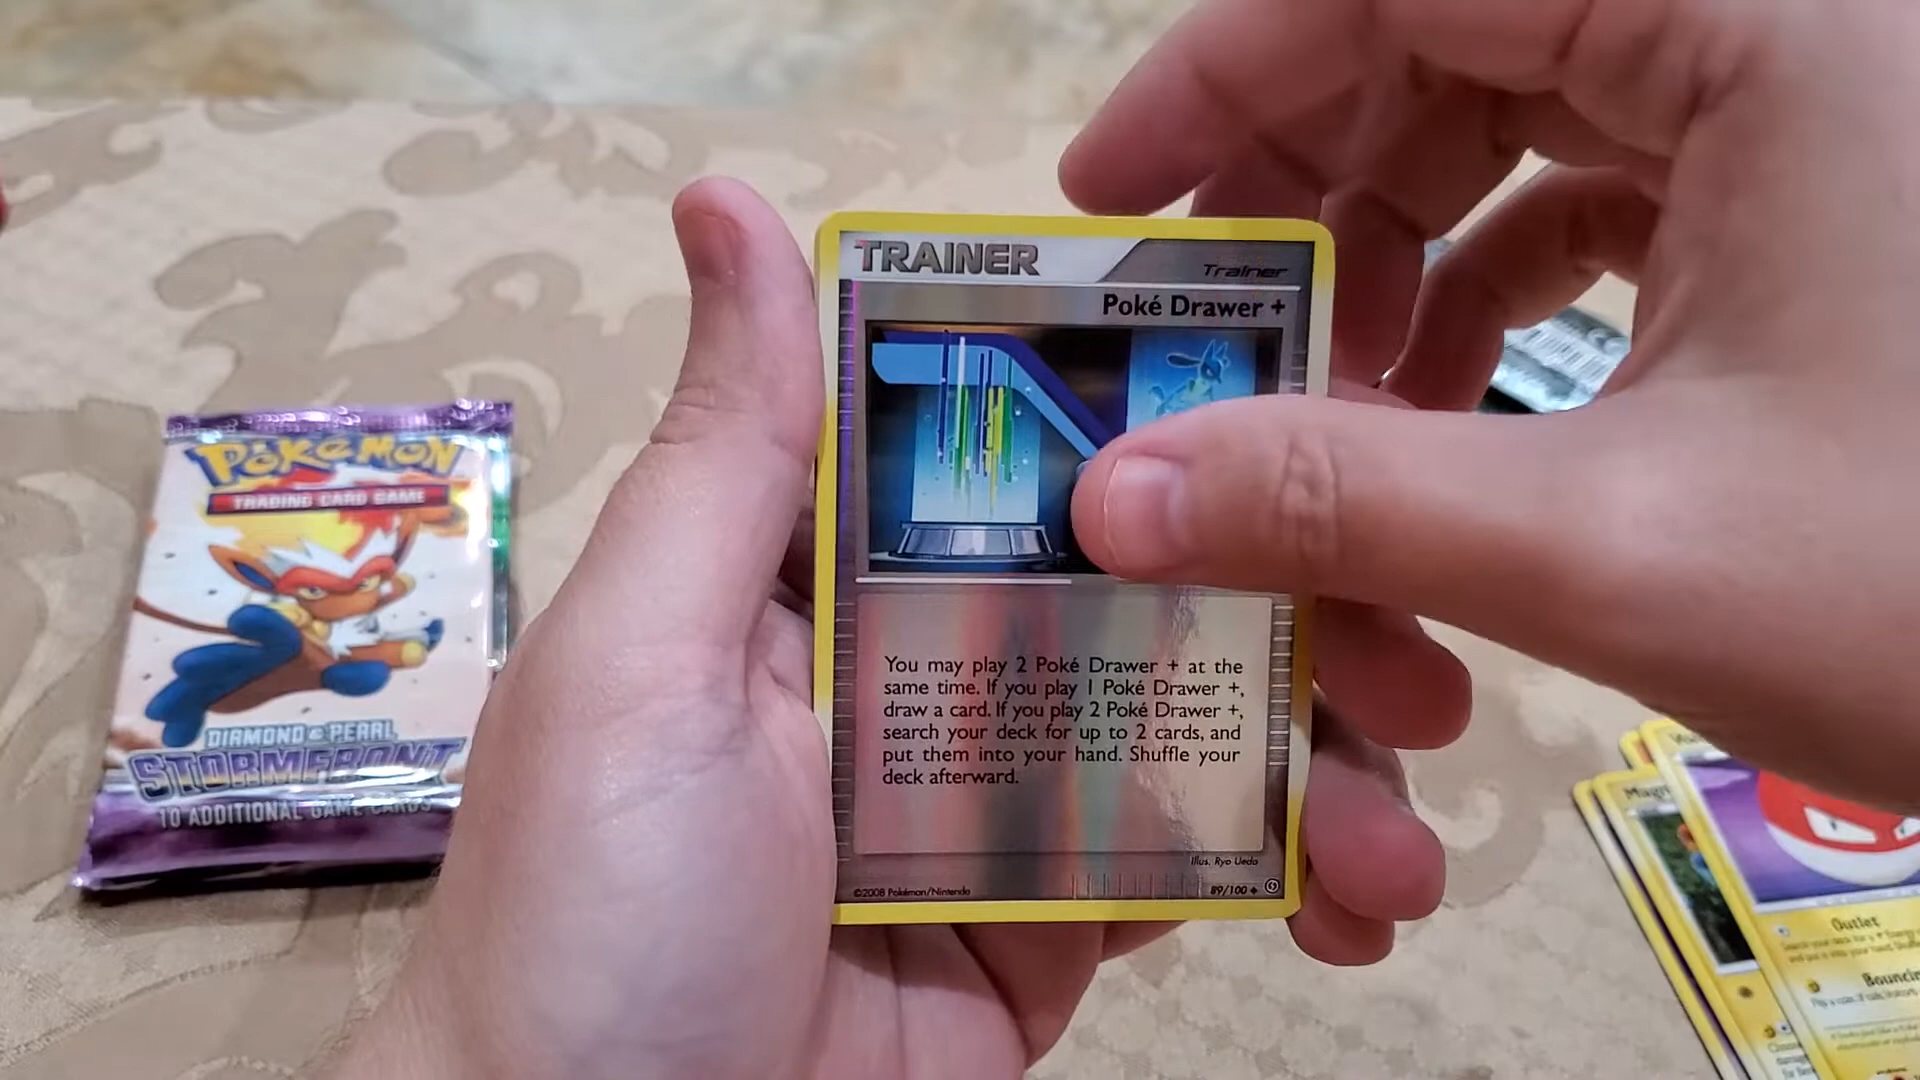 TRAINER
Trainer
Poké Drawer +
You may play 2 Poké Drawer + at the
same time. If you play 1 Poké Drawer +,
draw a card. If you play 2 Poké Drawer +,
search your deck for up to 2 cards, and
put them into your hand. Shuffle your
deck afterward.
Illus. Ryo Ueda
©2008 Pokémon/Nintendo
89/100
POKéMON
TRADING CARD GAME
DIAMOND & PEARL
STORMFRONT
10 ADDITIONAL GAME CARDS
Outlet